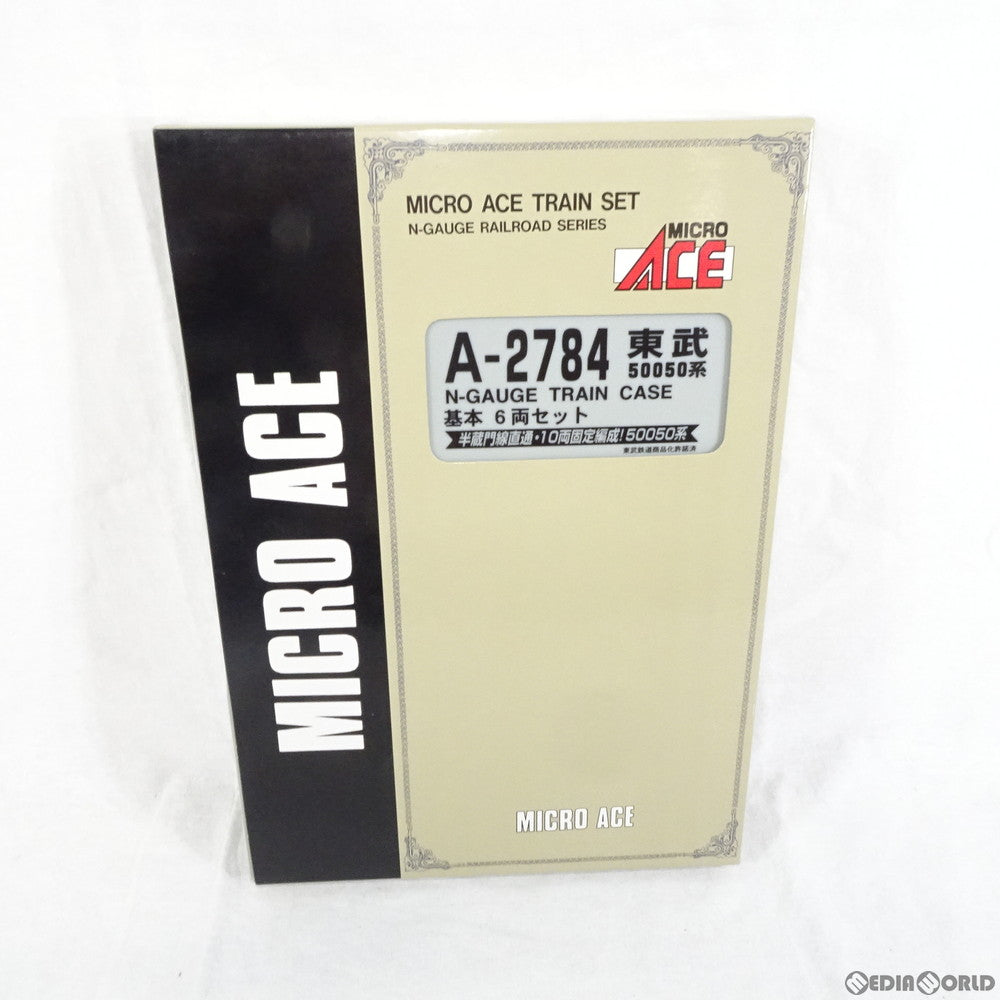 MICRO ACE
MICRO ACE TRAIN SET
N-GAUGE RAILROAD SERIES
MICRO
ACE
A-2784 東武
50050系
N-GAUGE TRAIN CASE
基本 6両セット
半蔵門線直通・10両固定編成!50050系
東武鉄道商品化許諾済
MICRO ACE
MEDIAWORLD